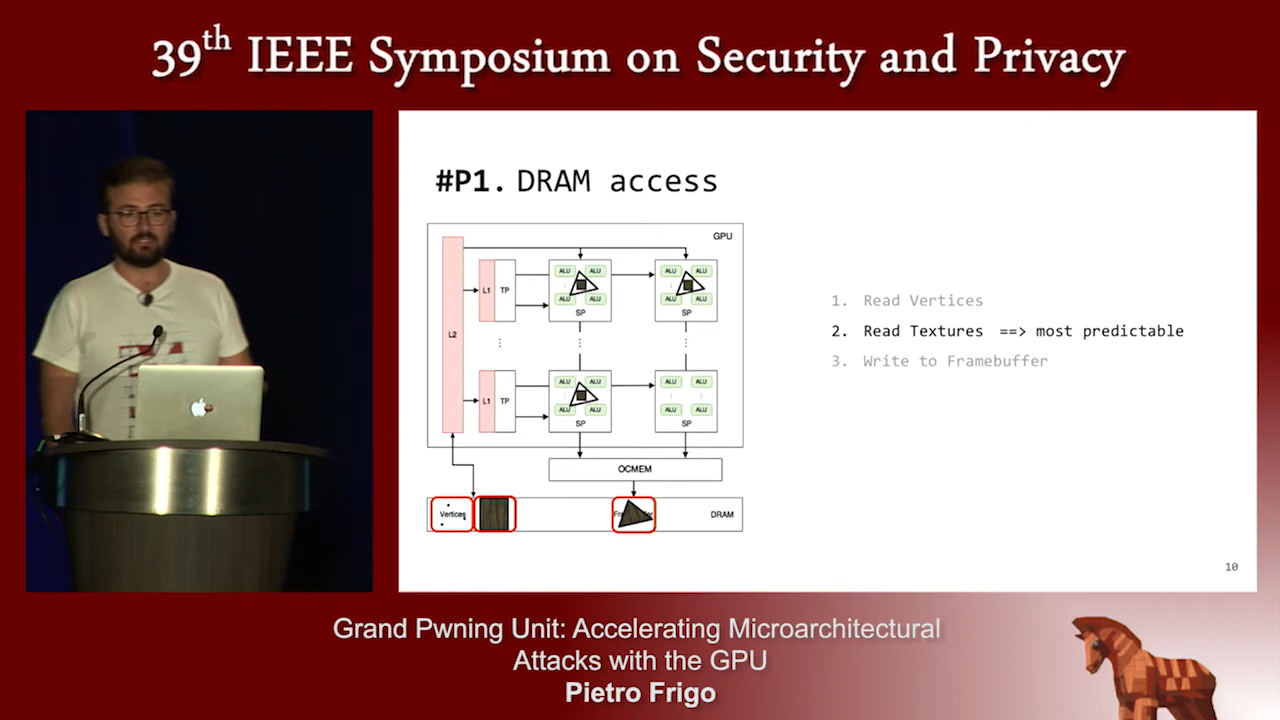 39th IEEE Symposium on Security and Privacy
#P1. DRAM access
GPU
L2
L1
TP
ALU ALU
ALU ALU
SP
ALU ALU
ALU ALU
SP
L1
TP
ALU ALU
ALU ALU
SP
ALU ALU
ALU ALU
SP
OCMEM
Vertices
DRAM
1. Read Vertices
2. Read Textures ==> most predictable
3. Write to Framebuffer
10
Grand Pwning Unit: Accelerating Microarchitectural
Attacks with the GPU
Pietro Frigo